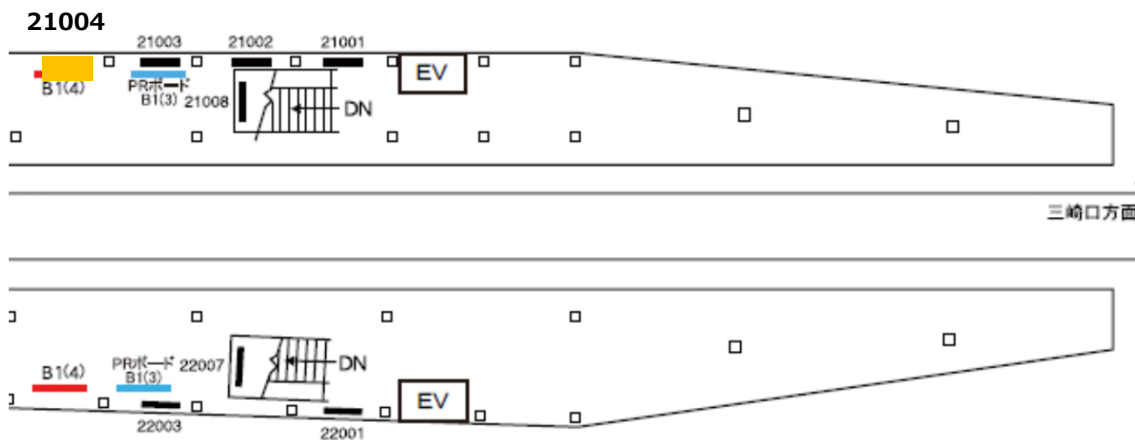 21004
21003
21002
21001
EV
B1(4)
PRボード
B1(3)
21008
DN
三崎口方面
B1(4)
PRボード
B1(3)
22007
DN
EV
22003
22001